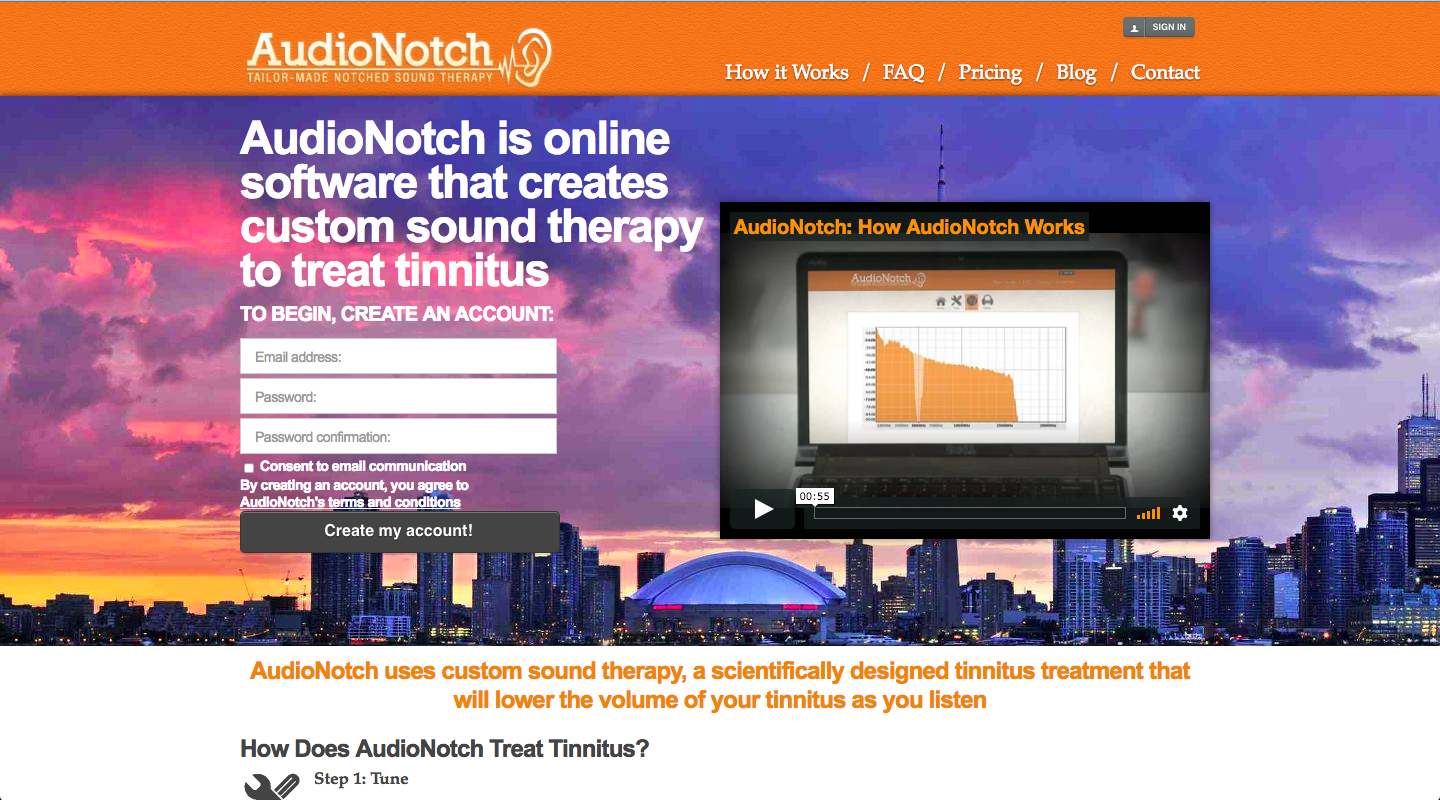 AudioNotch
TAILOR-MADE NOTCHED SOUND THERAPY
SIGN IN
How it Works / FAQ / Pricing / Blog / Contact
AudioNotch is online
software that creates
custom sound therapy
to treat tinnitus
TO BEGIN, CREATE AN ACCOUNT:
Email address:
Password:
Password confirmation:
Consent to email communication
By creating an account, you agree to
AudioNotch's terms and conditions
Create my account!
AudioNotch: How AudioNotch Works
AudioNotch
DELL
00:55
AudioNotch uses custom sound therapy, a scientifically designed tinnitus treatment that
will lower the volume of your tinnitus as you listen
How Does AudioNotch Treat Tinnitus?
Step 1: Tune